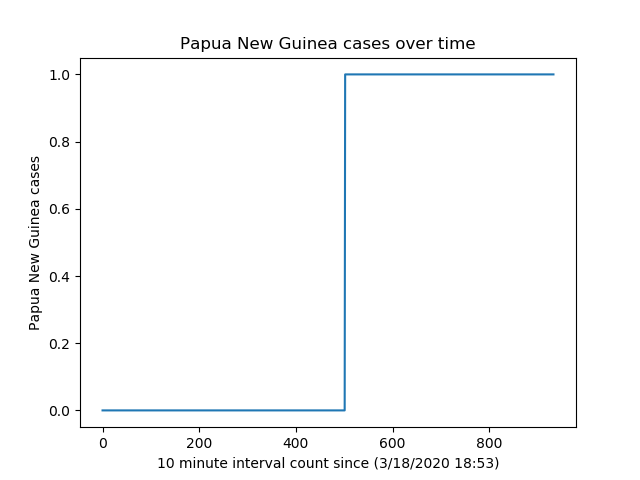 Papua New Guinea cases over time
Papua New Guinea cases
1.0
0.8
0.6
0.4
0.2
0.0
0 200 400 600 800
10 minute interval count since (3/18/2020 18:53)